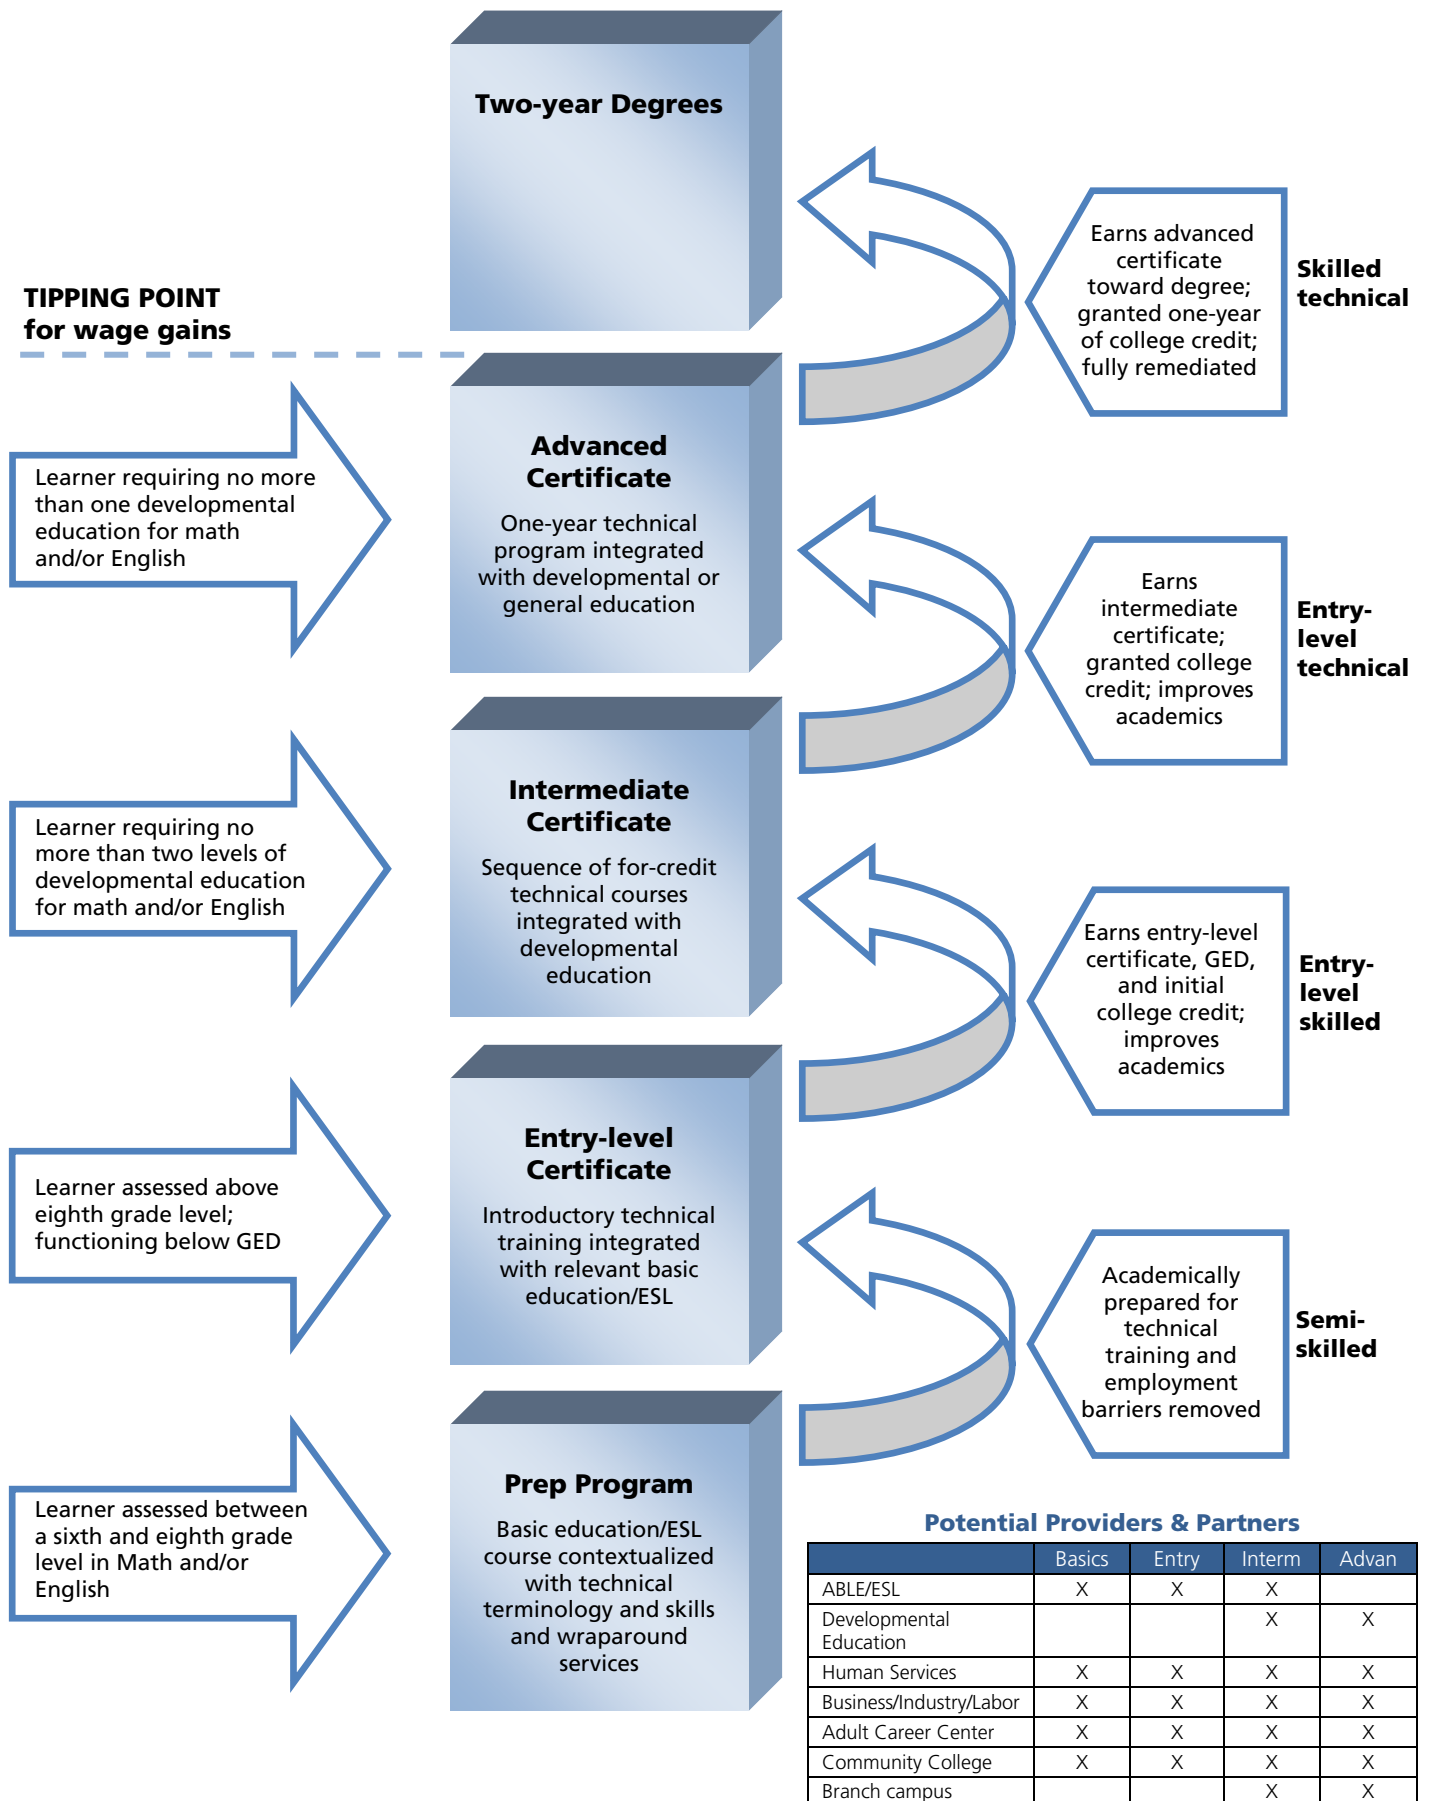 Two-year Degrees
Earns advanced
certificate
toward degree;
granted one-year
of college credit;
fully remediated
Skilled
technical
TIPPING POINT
for wage gains
Learner requiring no more
than one developmental
education for math
and/or English
Advanced
Certificate
One-year technical
program integrated
with developmental or
general education
Earns
intermediate
certificate;
granted college
credit; improves
academics
Entry-
level
technical
Learner requiring no
more than two levels of
developmental education
for math and/or English
Intermediate
Certificate
Sequence of for-credit
technical courses
integrated with
developmental
education
Earns entry-level
certificate, GED,
and initial
college credit;
improves
academics
Entry-
level
skilled
Learner assessed above
eighth grade level;
functioning below GED
Entry-level
Certificate
Introductory technical
training integrated
with relevant basic
education/ESL
Academically
prepared for
technical
training and
employment
barriers removed
Semi-
skilled
Learner assessed between
a sixth and eighth grade
level in Math and/or
English
Prep Program
Basic education/ESL
course contextualized
with technical
terminology and skills
and wraparound
services
Potential Providers & Partners
Basics Entry Interm Advan
ABLE/ESL X X X
Developmental
Education X X
Human Services X X X X
Business/Industry/Labor X X X X
Adult Career Center X X X X
Community College X X X X
Branch campus X X